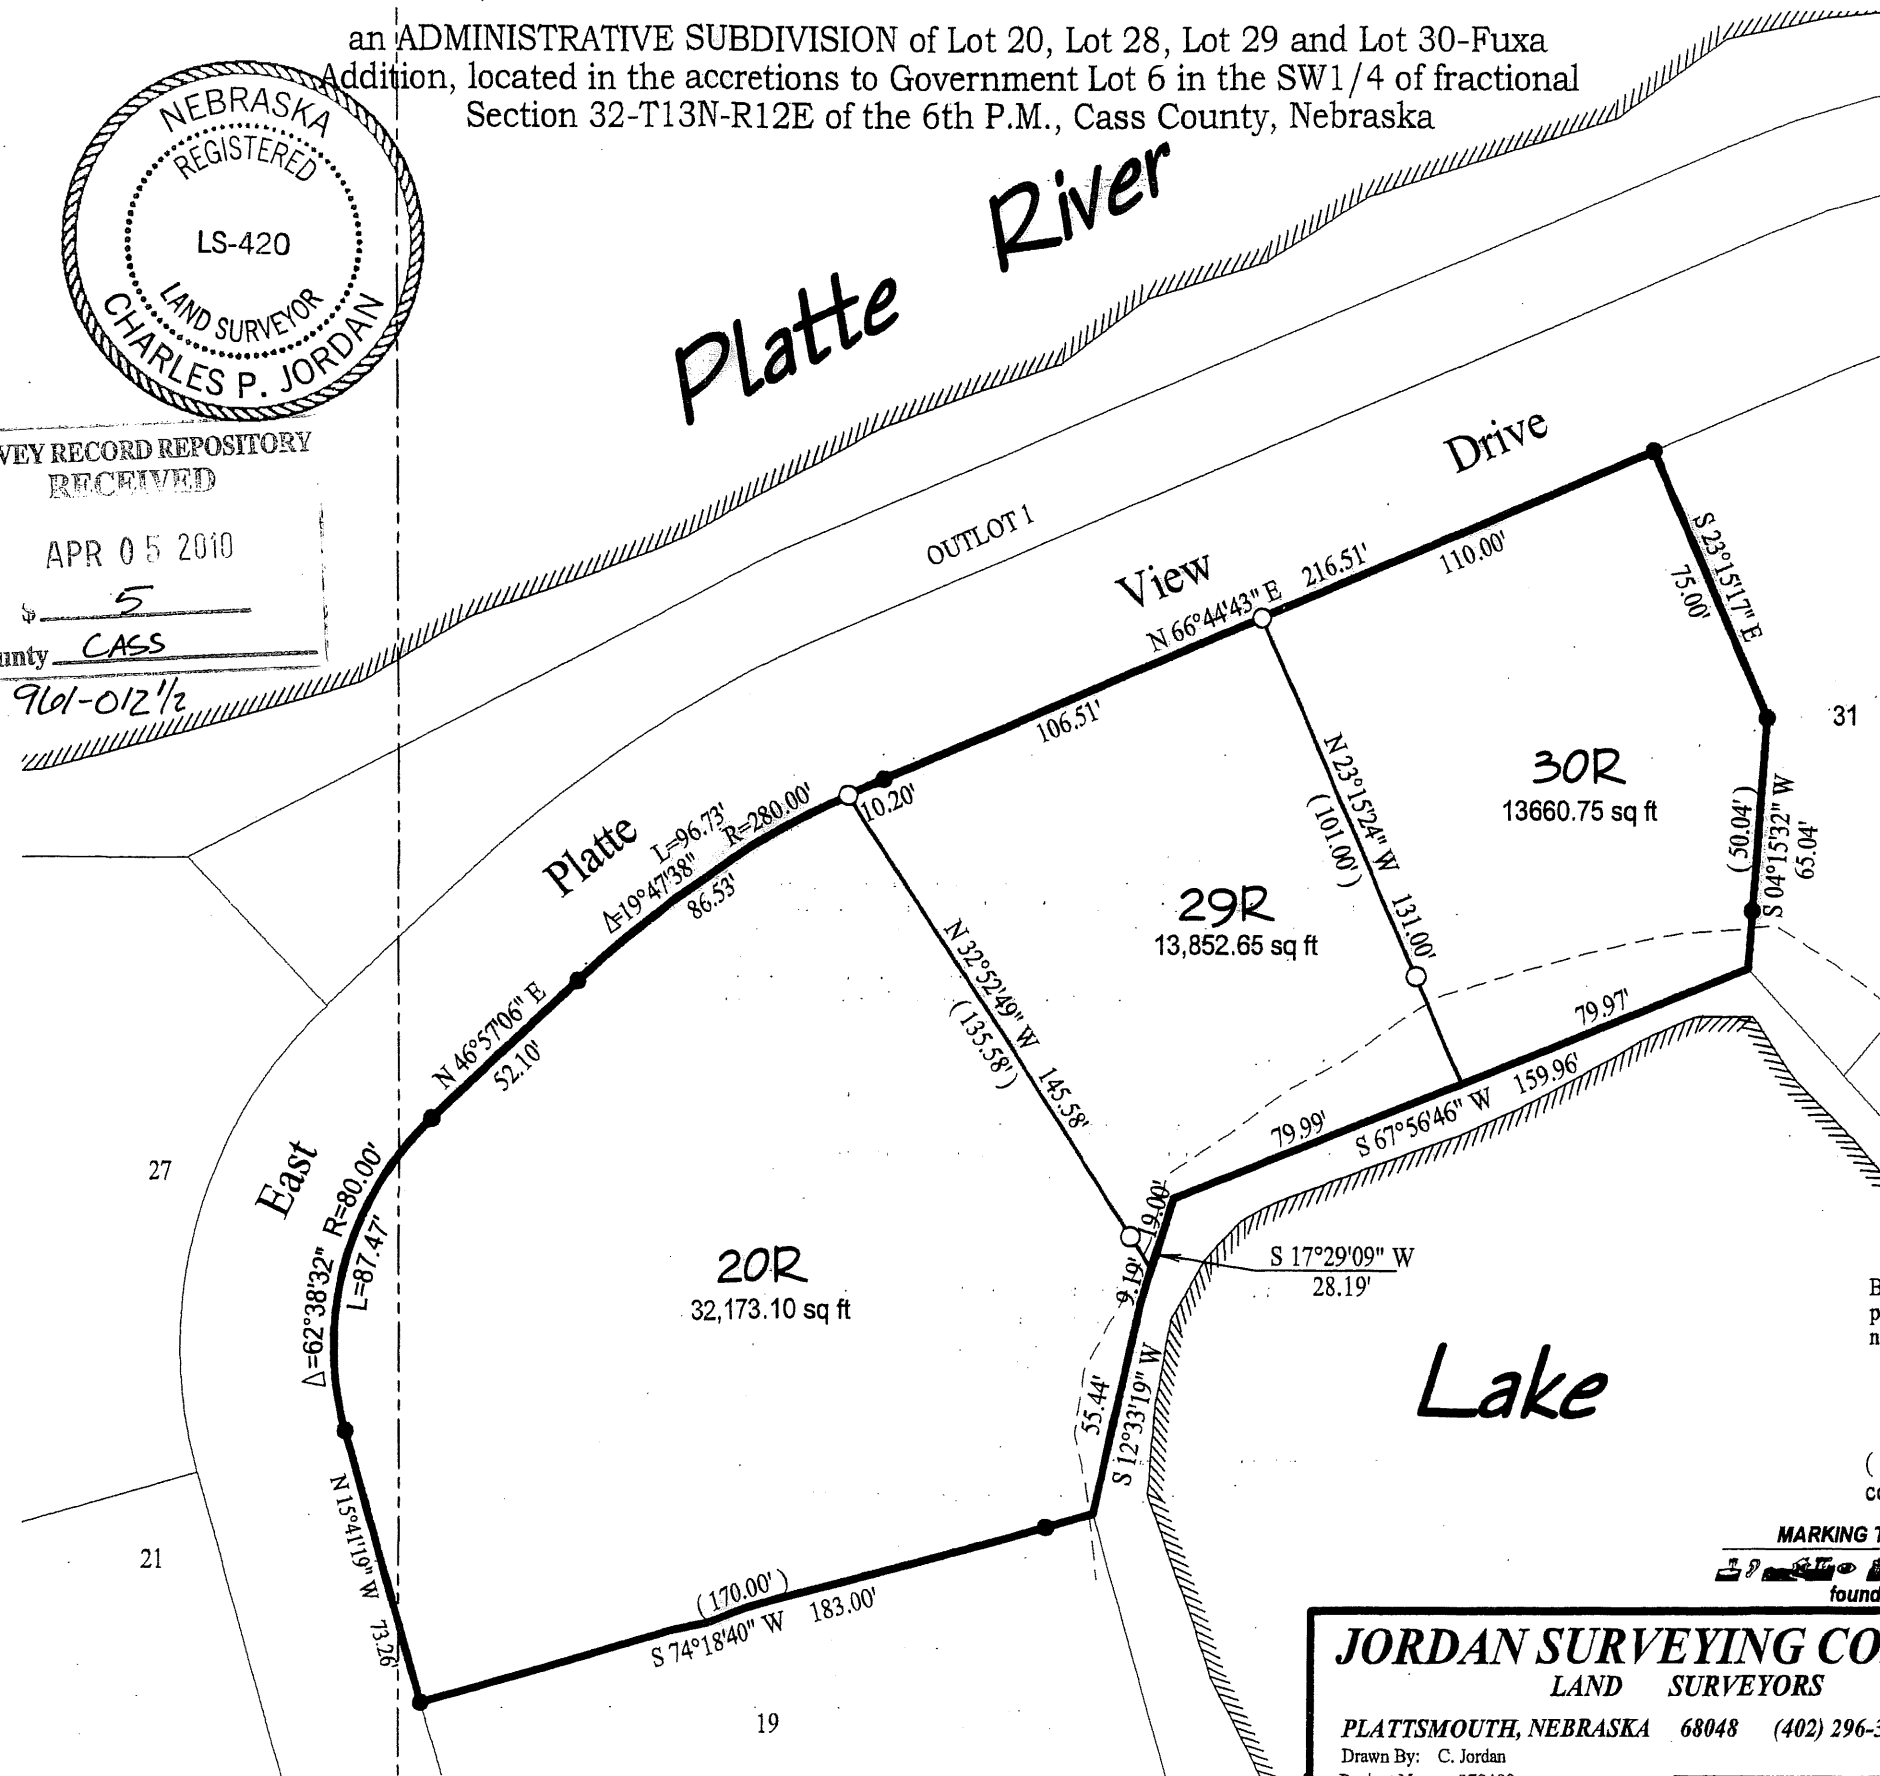 an ADMINISTRATIVE SUBDIVISION of Lot 20, Lot 28, Lot 29 and Lot 30-Fuxa
Addition, located in the accretions to Government Lot 6 in the SW1/4 of fractional
Section 32-T13N-R12E of the 6th P.M., Cass County, Nebraska
NEBRASKA
REGISTERED
LS-420
LAND SURVEYOR
CHARLES P. JORDAN
VEY RECORD REPOSITORY
RECEIVED
APR 05 2010
$ 5
unty CASS
961-012 1/2
Platte River
OUTLOT 1
East Platte View Drive
N 66°44'43" E 216.51'
110.00'
106.51'
10.20'
S 23°15'17" E
75.00'
31
30R
13660.75 sq ft
(50.04')
S 04°15'32" W
65.04'
N 23°15'24" W 131.00'
(101.00')
29R
13,852.65 sq ft
L=96.73'
Δ=19°47'38" R=280.00'
86.53'
N 32°52'49" W 145.58'
(135.58')
N 46°57'06" E
52.10'
79.97'
79.99'
S 67°56'46" W 159.96'
19.00'
9.19'
S 17°29'09" W
28.19'
27
Δ=62°38'32" R=80.00'
L=87.47'
20R
32,173.10 sq ft
55.44'
S 12°33'19" W
Lake
21
N 15°41'19" W 73.26'
(170.00')
S 74°18'40" W 183.00'
19
B
p
n
(
co
MARKING T
found
JORDAN SURVEYING CO
LAND SURVEYORS
PLATTSMOUTH, NEBRASKA 68048 (402) 296-3
Drawn By: C. Jordan